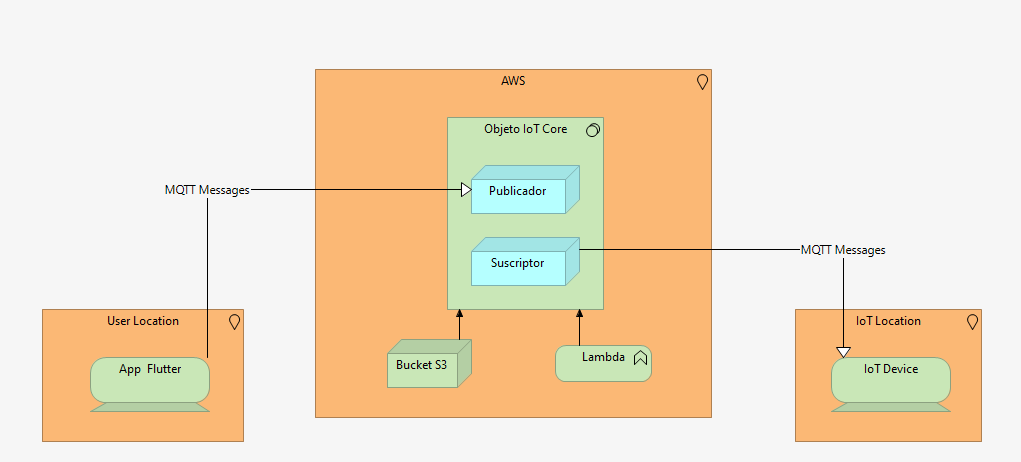 AWS
Objeto IoT Core
Publicador
MQTT Messages
Suscriptor
MQTT Messages
User Location
IoT Location
Bucket S3
Lambda
App Flutter
IoT Device